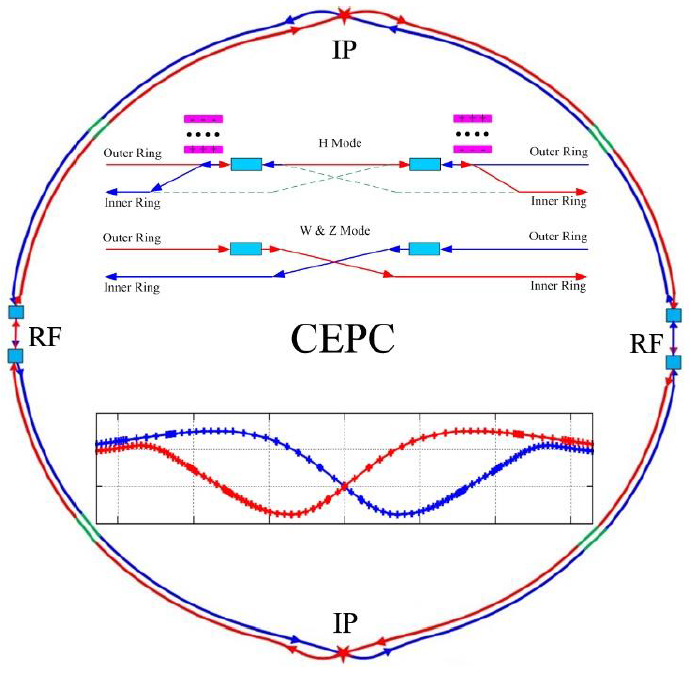 IP
H Mode
Outer Ring
Outer Ring
Inner Ring
Inner Ring
W & Z Mode
Outer Ring
Outer Ring
Inner Ring
Inner Ring
RF
CEPC
RF
IP